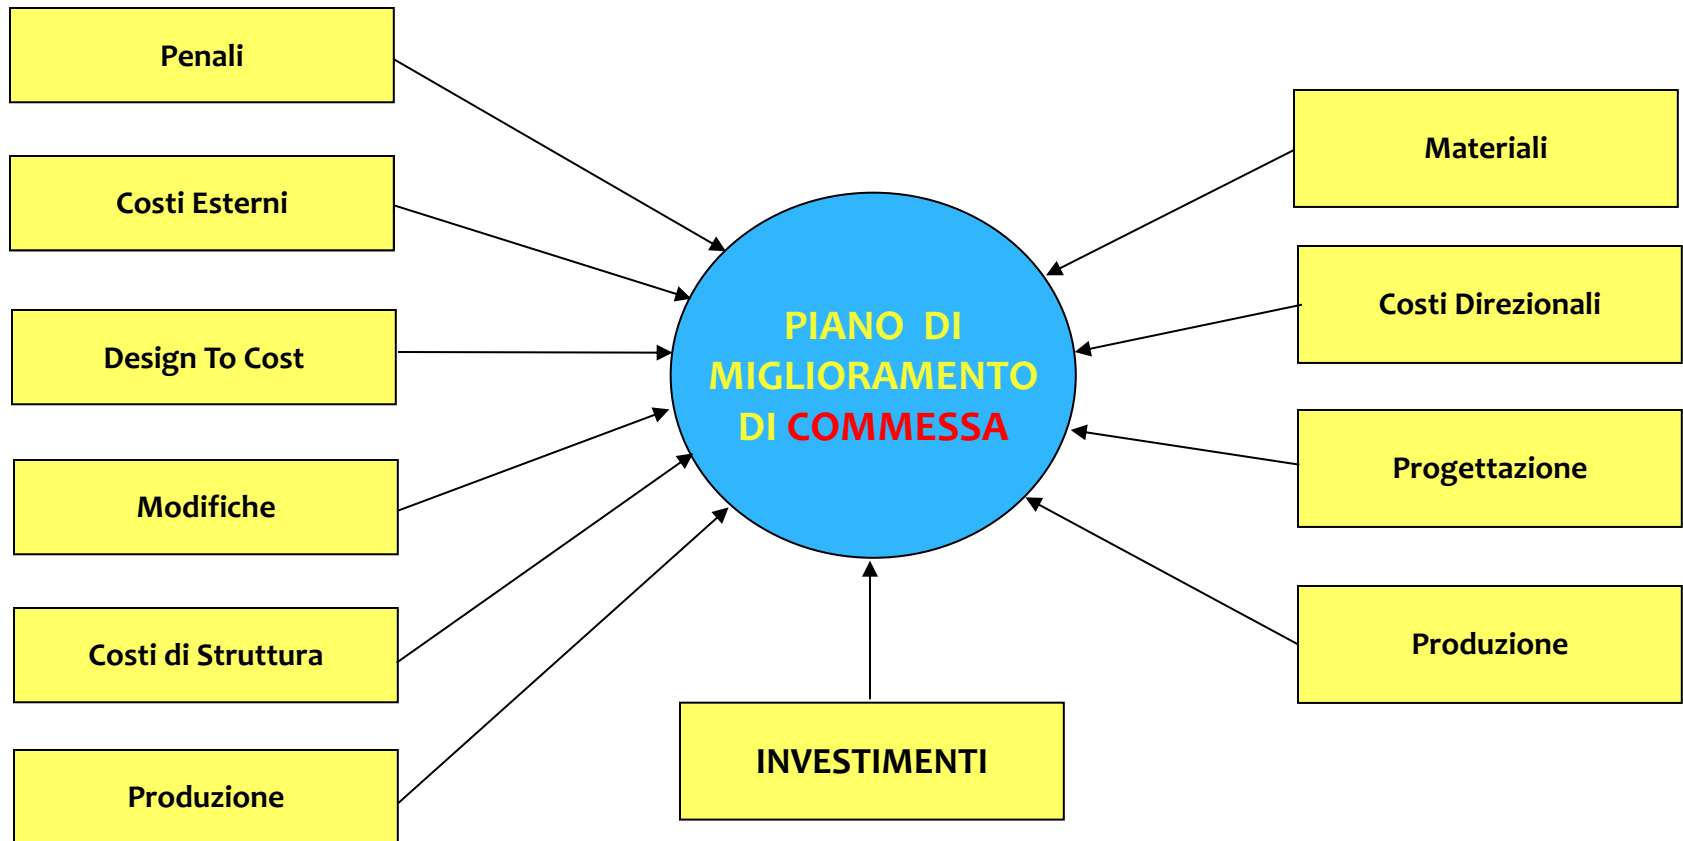 Penali
Costi Esterni
Design To Cost
Modifiche
Costi di Struttura
Produzione
PIANO DI
MIGLIORAMENTO
DI COMMESSA
INVESTIMENTI
Materiali
Costi Direzionali
Progettazione
Produzione